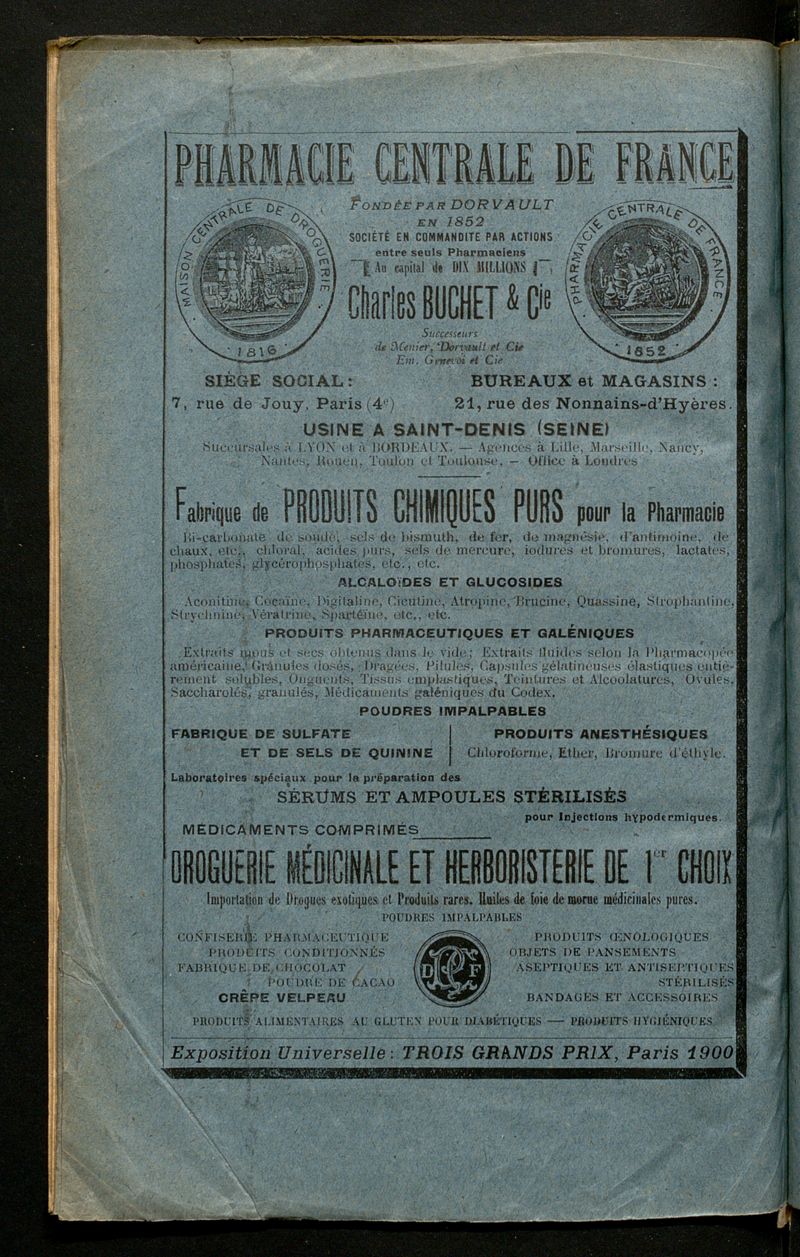 PHARMACIE CENTRALE DE FRANCE
MAISON CENTRALE DE DROGUERIE
1816
FONDÉE PAR DORVAULT
EN 1852
SOCIÉTÉ EN COMMANDITE PAR ACTIONS
entre seuls Pharmaciens
Au capital de DIX MILLIONS
Charles BUCHET & Cie
Successeurs
de Menier, Dorvault et Cie
Em. Genevoi et Cie
PHARMACIE CENTRALE DE FRANCE
1852
SIÈGE SOCIAL :
7, rue de Jouy, Paris (4e)
BUREAUX et MAGASINS :
21, rue des Nonnains-d'Hyères.
USINE A SAINT-DENIS (SEINE)
Succursales à LYON et à BORDEAUX. — Agences à Lille, Marseille, Nancy,
Nantes, Rouen, Toulon et Toulouse. — Office à Londres
Fabrique de PRODUITS CHIMIQUES PURS pour la Pharmacie
Bi-carbonate de soude, sels de bismuth, de fer, de magnésie, d'antimoine, de
chaux, etc., chloral, acides purs, sels de mercure, iodures et bromures, lactates,
phosphates, glycérophosphates, etc., etc.
ALCALOÏDES ET GLUCOSIDES
Aconitine, Cocaïne, Digitaline, Cicutine, Atropine, Brucine, Quassine, Strophantine,
Strychnine, Vératrine, Spartéine, etc., etc.
PRODUITS PHARMACEUTIQUES ET GALÉNIQUES
Extraits mous et secs obtenus dans le vide; Extraits fluides selon la Pharmacopée
américaine, Granules dosés, Dragées, Pilules, Capsules gélatineuses élastiques entiè-
rement solubles, Onguents, Tissus emplastiques, Teintures et Alcoolatures, Ovules,
Saccharolés, granulés, Médicaments galéniques du Codex.
POUDRES IMPALPABLES
FABRIQUE DE SULFATE
ET DE SELS DE QUININE
PRODUITS ANESTHÉSIQUES
Chloroforme, Ether, Bromure d'éthyle.
Laboratoires spéciaux pour la préparation des
SÉRUMS ET AMPOULES STÉRILISÉS
pour Injections hypodermiques.
MÉDICAMENTS COMPRIMÉS
DROGUERIE MÉDICINALE ET HERBORISTERIE DE 1er CHOIX
Importation de Drogues exotiques et Produits rares. Huiles de foie de morue médicinales pures.
POUDRES IMPALPABLES
CONFISERIE PHARMACEUTIQUE
PRODUITS CONDITIONNÉS
FABRIQUE DE CHOCOLAT
POUDRE DE CACAO
CRÊPE VELPEAU
D P C F
PRODUITS ŒNOLOGIQUES
OBJETS DE PANSEMENTS
ASEPTIQUES ET ANTISEPTIQUES
STÉRILISÉS
BANDAGES ET ACCESSOIRES
PRODUITS ALIMENTAIRES AU GLUTEN POUR DIABÉTIQUES — PRODUITS HYGIÉNIQUES
Exposition Universelle : TROIS GRANDS PRIX, Paris 1900